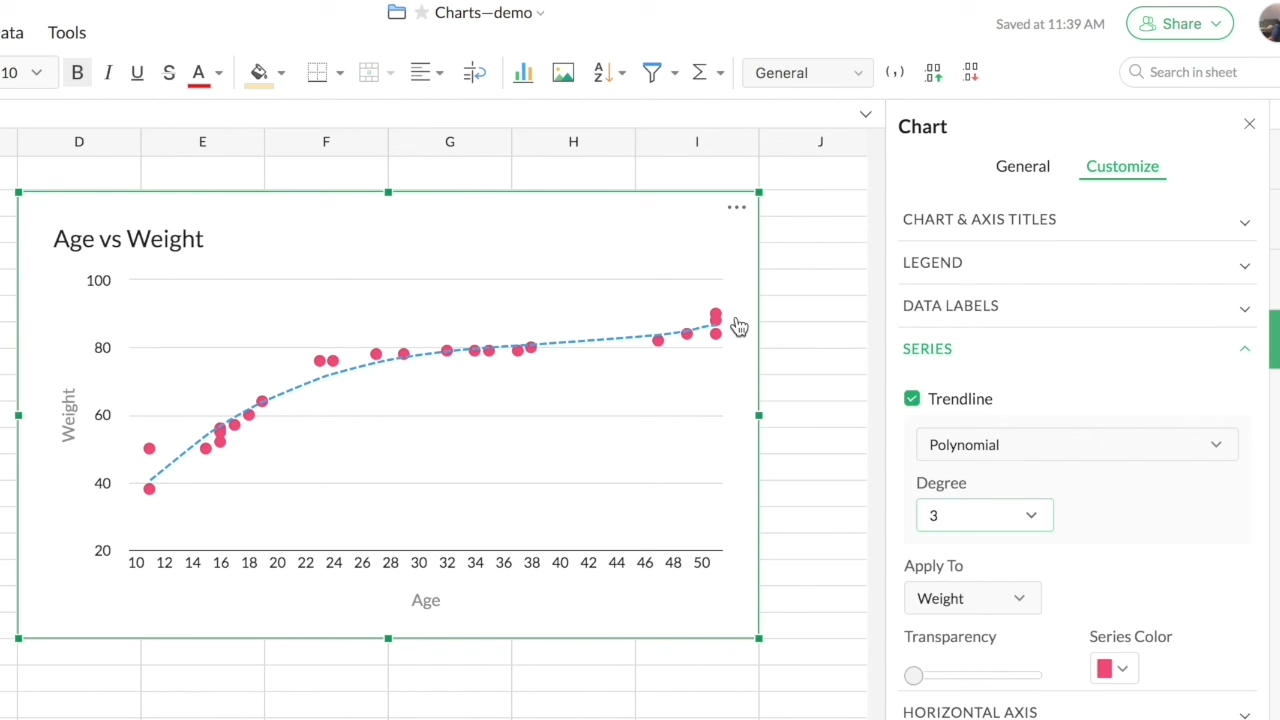 Charts—demo
Saved at 11:39 AM
Share
ata Tools
10 B I U S A
A
Z
Σ
General
(,)
.00
.00
Search in sheet
D E F G H I J
Chart
General Customize
Age vs Weight
100
80
60
40
20
Weight
10 12 14 16 18 20 22 24 26 28 30 32 34 36 38 40 42 44 46 48 50
Age
CHART & AXIS TITLES
LEGEND
DATA LABELS
SERIES
Trendline
Polynomial
Degree
3
Apply To
Weight
Transparency Series Color
HORIZONTAL AXIS